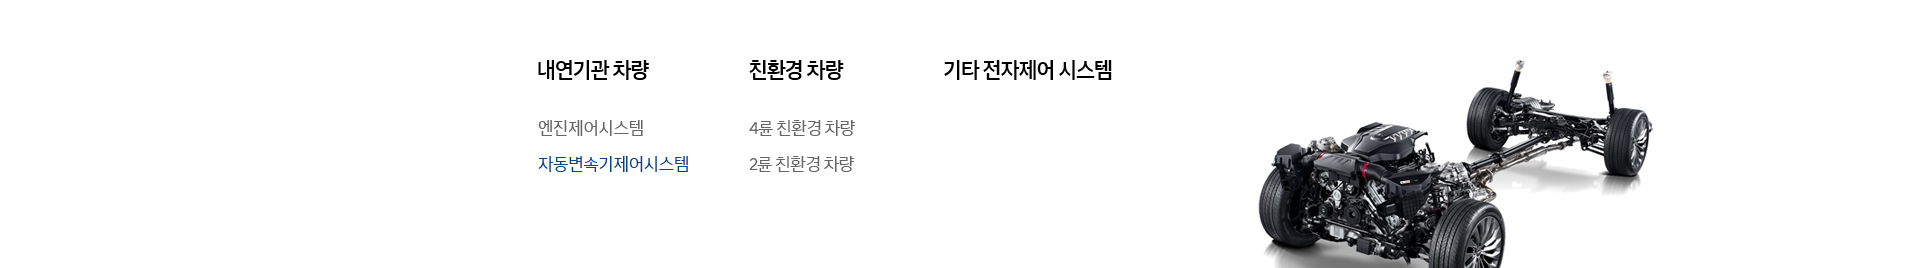 내연기관 차량
엔진제어시스템
자동변속기제어시스템
친환경 차량
4륜 친환경 차량
2륜 친환경 차량
기타 전자제어 시스템